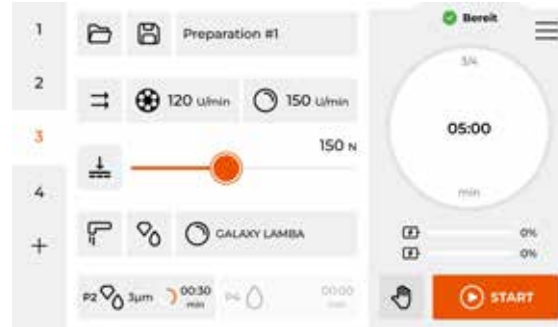 1
Preparation #1
Bereit
3/4
2
120 U/min
150 U/min
3
150 N
05:00
min
4
+
GALAXY LAMBA
0%
0%
P2
3µm
00:30
min
P4
00:00
min
START